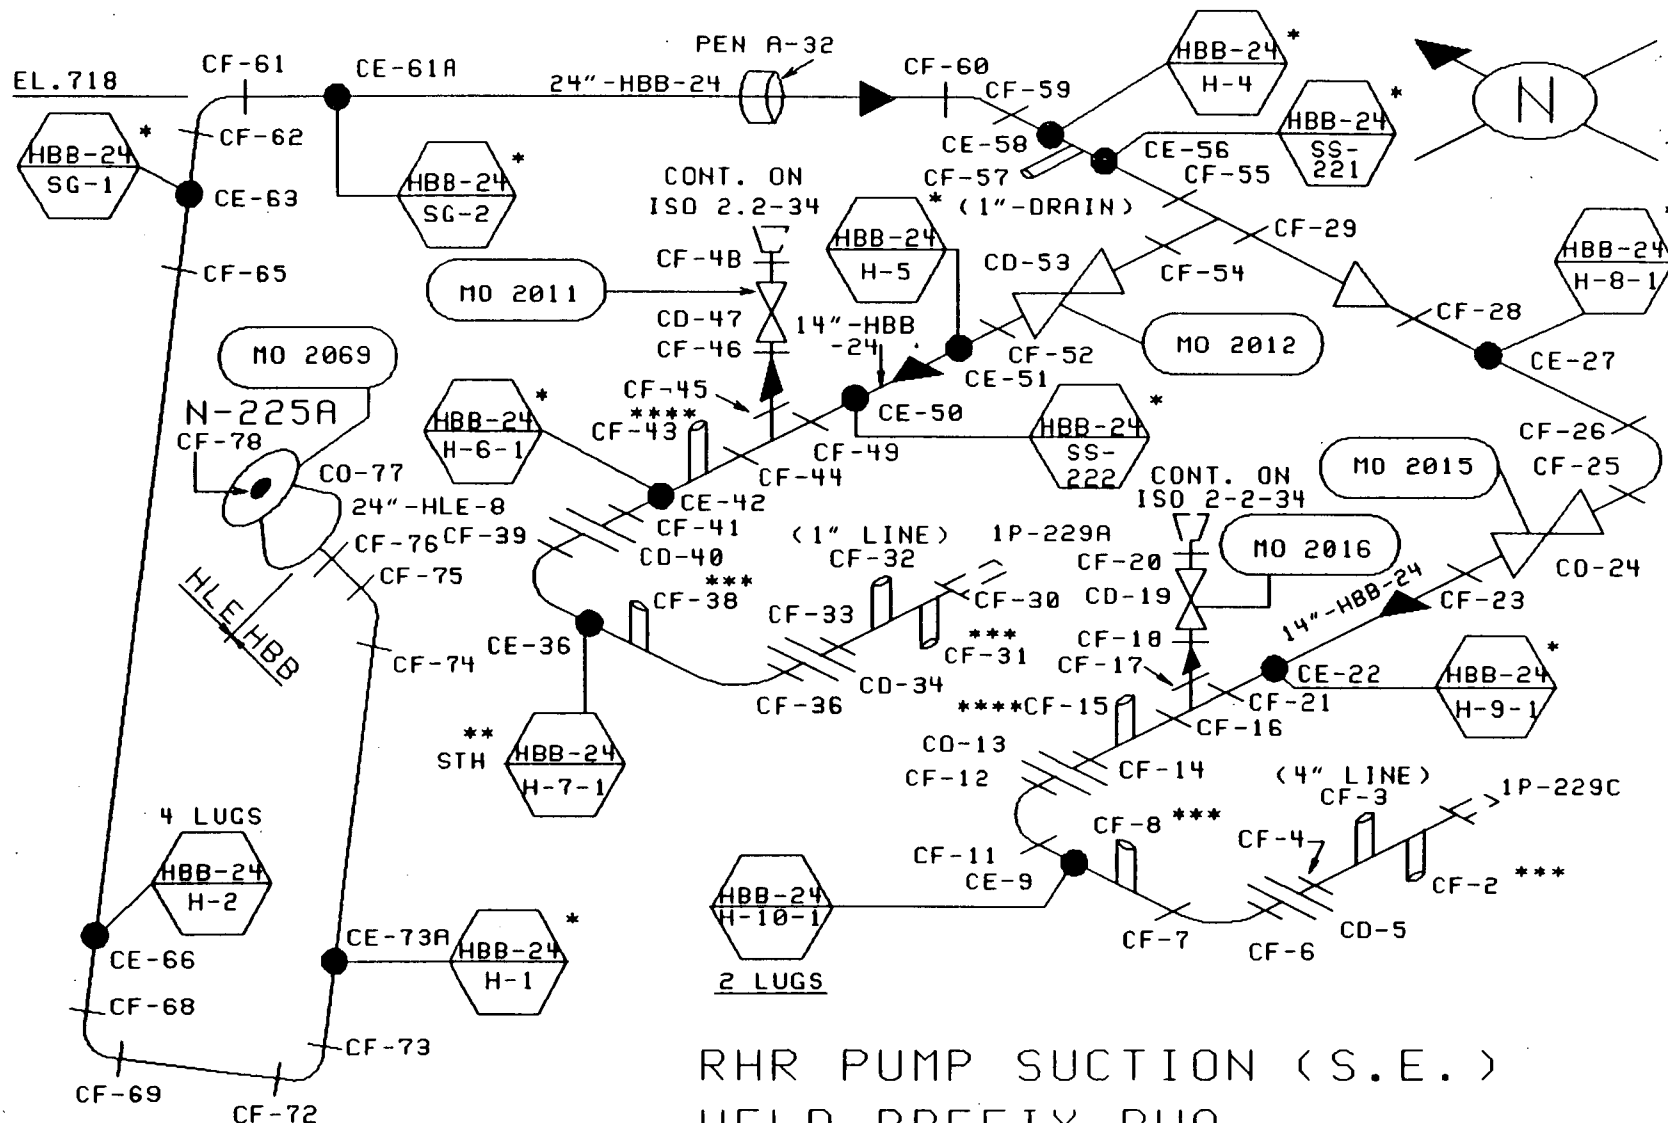 PEN A-32
CF-61
CE-61A
EL.718
24"-HBB-24
CF-60
CF-59
HBB-24
H-4
*
HBB-24
SS-
221
*
N
CF-62
HBB-24
SG-1
*
CE-63
HBB-24
SG-2
*
CE-58
CE-56
CF-57
CF-55
(1"-DRAIN)
CONT. ON
ISO 2.2-34
CF-4B
MO 2011
CD-47
CF-46
HBB-24
H-5
*
CD-53
CF-54
CF-29
HBB-24
H-8-1
*
CF-65
14"-HBB
-24
CF-52
MO 2012
CF-28
CE-27
CE-51
MO 2069
N-225A
CF-78
CO-77
24"-HLE-8
CF-45
****
CF-43
HBB-24
H-6-1
*
CE-50
HBB-24
SS-
222
*
CF-49
CF-44
CE-42
CF-41
CD-40
CF-39
CF-76
CF-75
CF-74
HLE
HBB
CF-26
CF-25
MO 2015
CO-24
CF-23
14"-HBB-24
CONT. ON
ISO 2-2-34
MO 2016
CF-20
CD-19
CF-18
CF-17
(1" LINE)
CF-32
1P-229A
CF-30
***
CF-31
CF-33
CD-34
CF-36
***
CF-38
CE-36
**
STH
HBB-24
H-7-1
CE-22
HBB-24
H-9-1
*
CF-21
CF-16
****CF-15
CO-13
CF-12
CF-14
(4" LINE)
CF-3
1P-229C
CF-4
CF-8 ***
CF-11
CE-9
CF-2 ***
CD-5
CF-6
CF-7
HBB-24
H-10-1
2 LUGS
4 LUGS
HBB-24
H-2
CE-66
CF-68
CE-73A
HBB-24
H-1
*
CF-73
CF-69
CF-72
RHR PUMP SUCTION (S.E.)